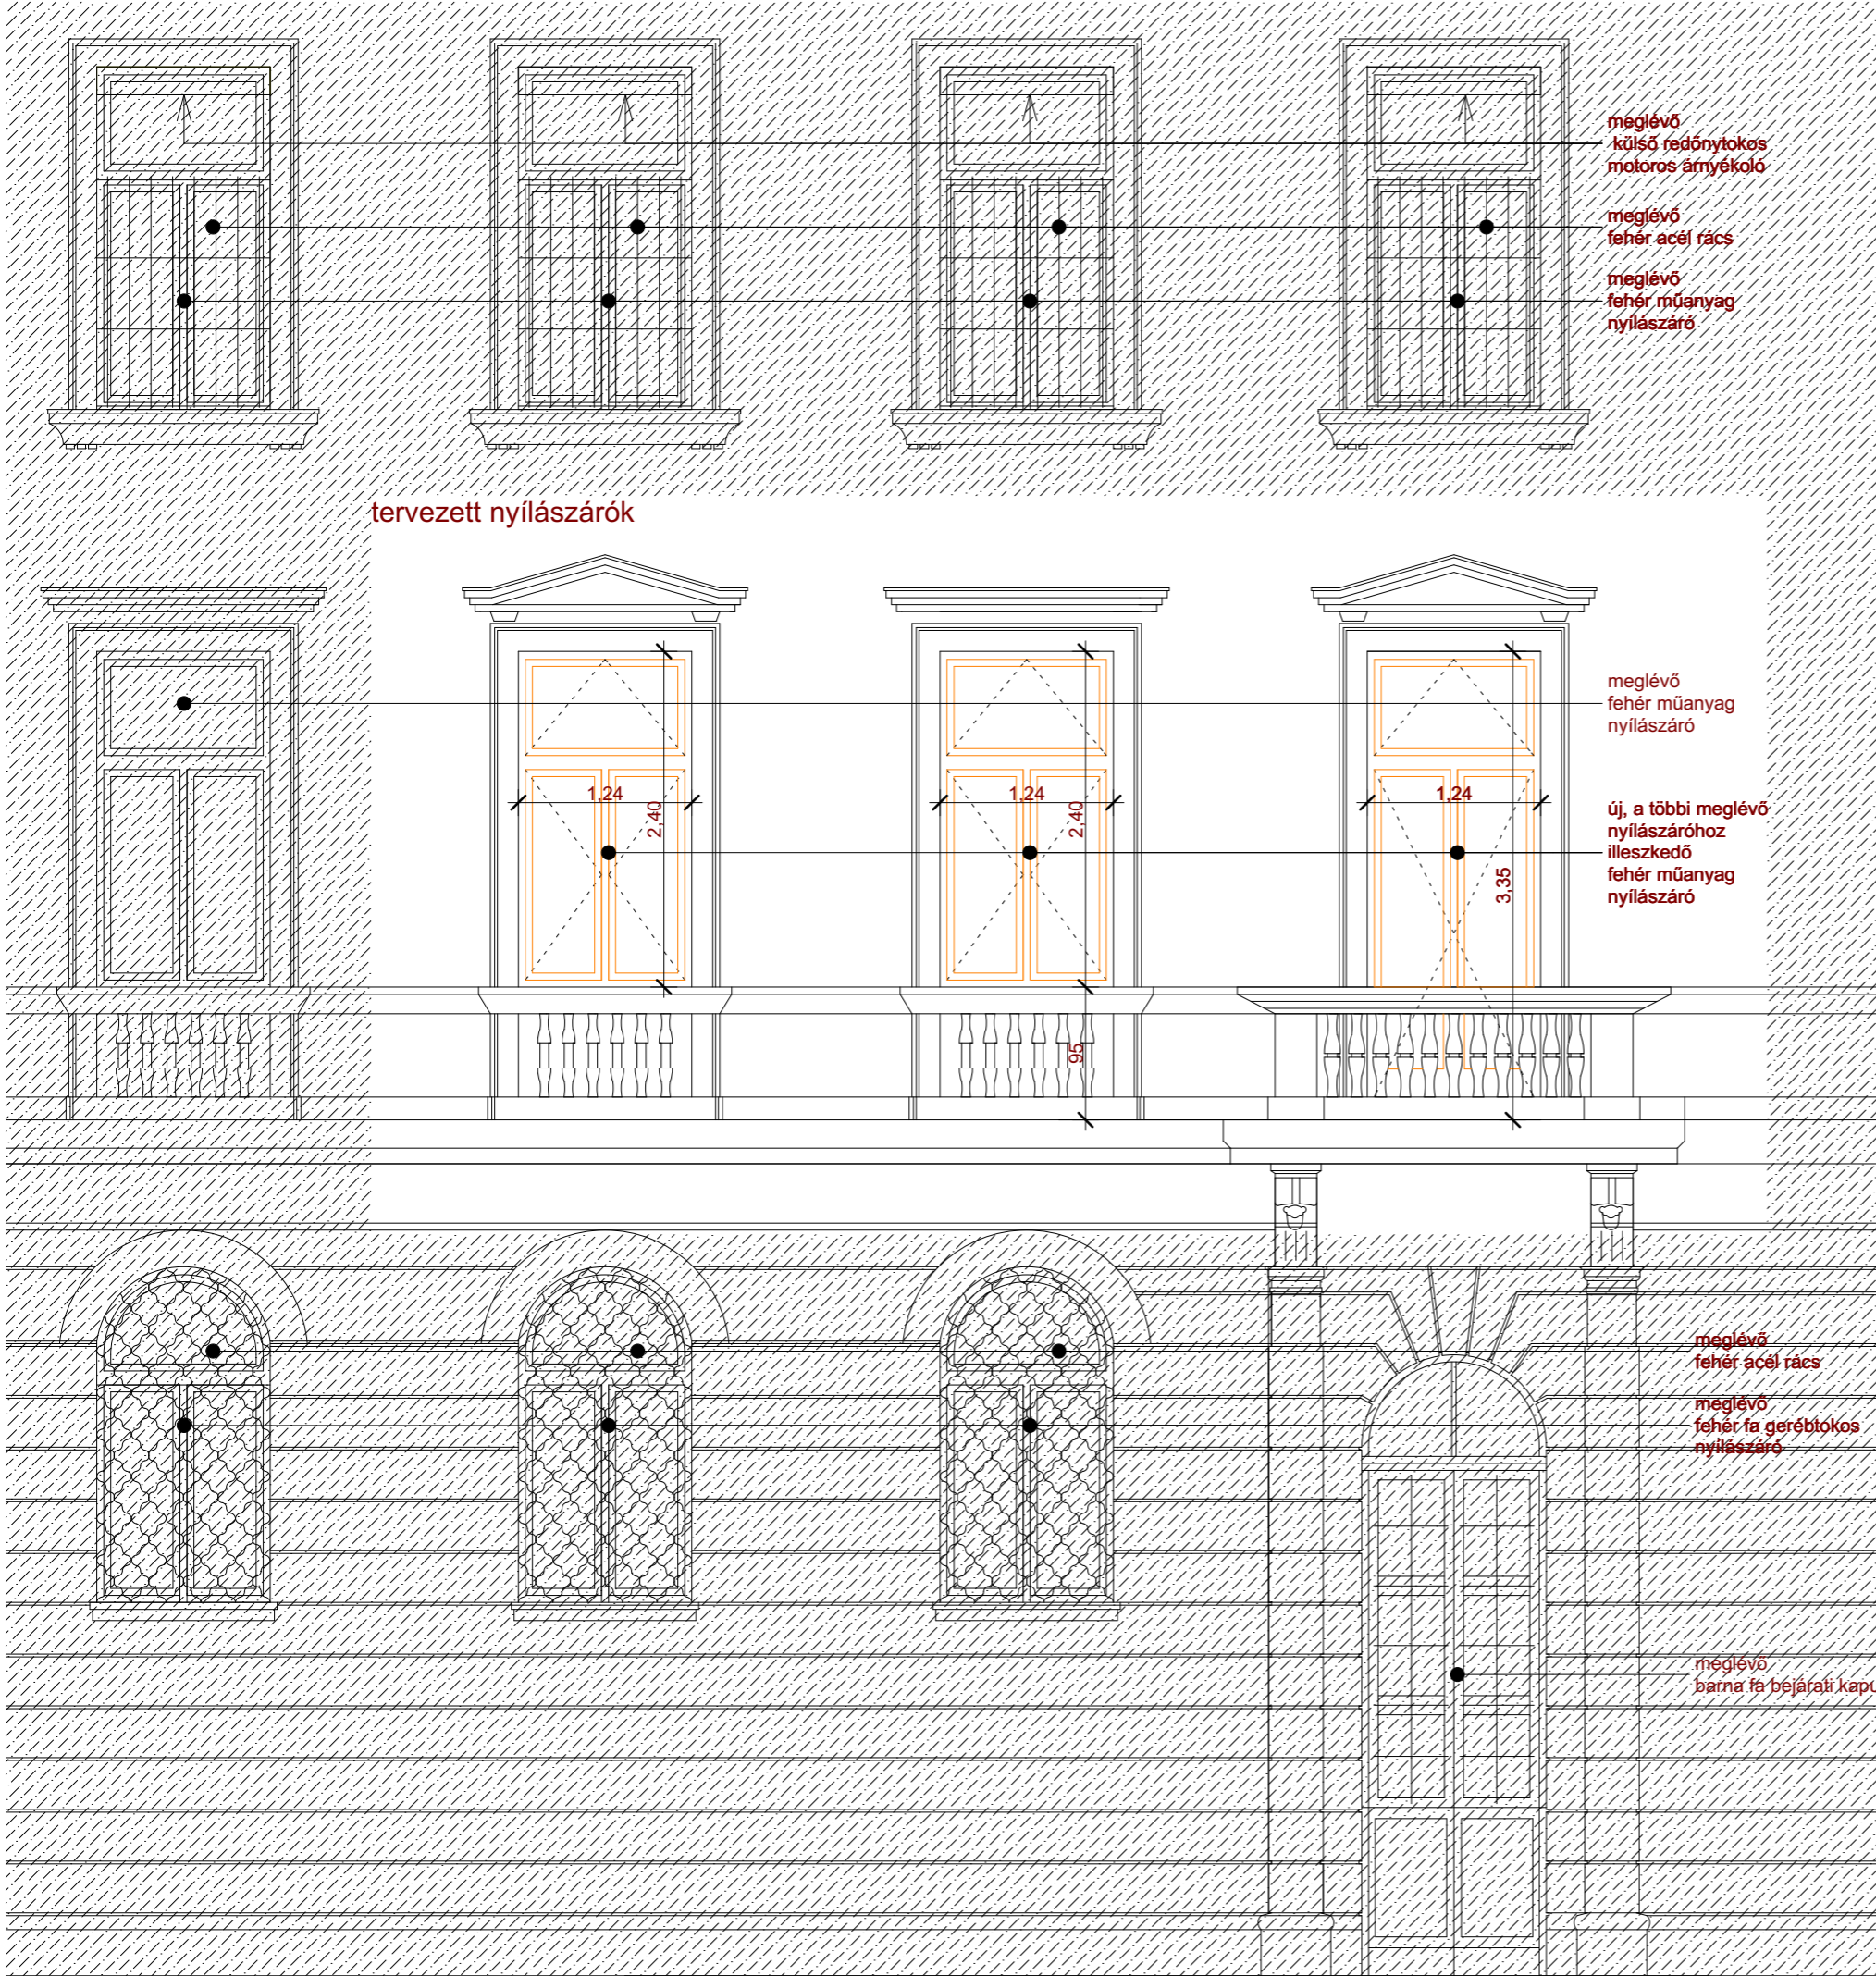 meglévő
külső redőnytokos
motoros árnyékoló
meglévő
fehér acél rács
meglévő
fehér műanyag
nyílászáró
tervezett nyílászárók
meglévő
fehér műanyag
nyílászáró
1,24
2,40
1,24
2,40
1,24
3,35
új, a többi meglévő
nyílászáróhoz
illeszkedő
fehér műanyag
nyílászáró
95
meglévő
fehér acél rács
meglévő
fehér fa gerébtokos
nyílászáró
meglévő
barna fa bejárati kapu